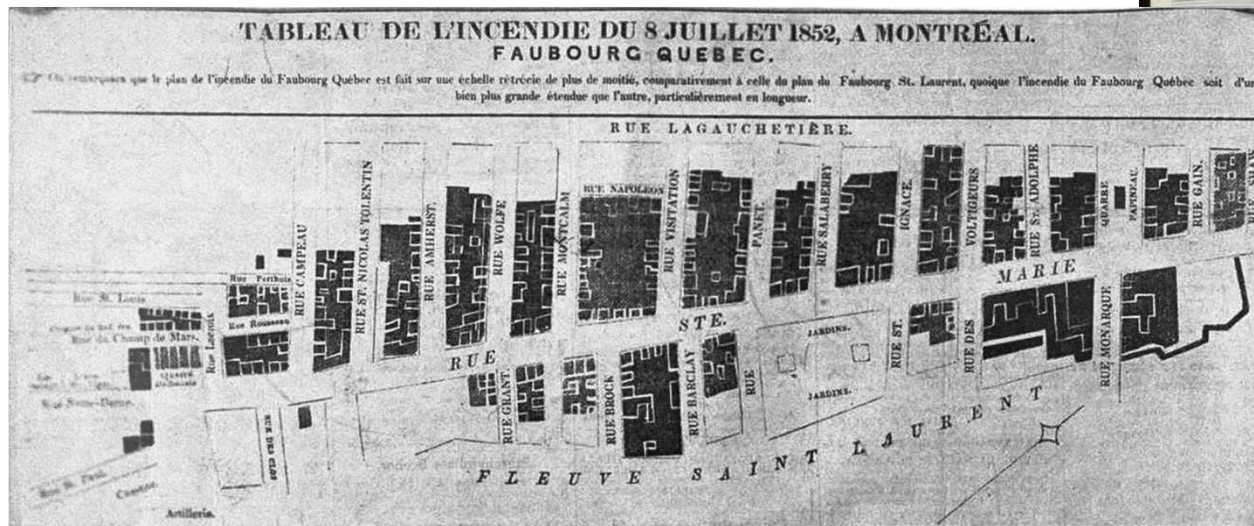 TABLEAU DE L'INCENDIE DU 8 JUILLET 1852, A MONTRÉAL.
FAUBOURG QUEBEC.
On remarquera que le plan de l'incendie du Faubourg Québec est fait sur une échelle rétrécie de plus de moitié, comparativement à celle du plan du Faubourg St. Laurent, quoique l'incendie du Faubourg Québec soit d'un
bien plus grande étendue que l'autre, particulièrement en longueur.
RUE LAGAUCHETIÈRE.
RUE CAMPEAU
RUE ST. NICOLAS TOLENTIN
RUE AMHERST.
RUE WOLFE
RUE MONTCALM
RUE NAPOLEON
RUE VISITATION
PANET.
RUE SALABERRY
IGNACE.
VOLTIGEURS
RUE St. ADOLPHE
QUARRE
PAPINEAU.
RUE GAIN.
Rue Perthuis
Rue Rousseau
Rue St. Louis
Rue du Champ de Mars.
Rue Lacroix
Rue Notre-Dame.
Rue St. Paul.
Artillerie.
RUE STE. MARIE
RUE GRANT.
RUE BROCK
RUE BARCLAY
RUE
JARDINS.
JARDINS.
RUE ST.
RUE DES
RUE MONARQUE
FLEUVE SAINT LAURENT